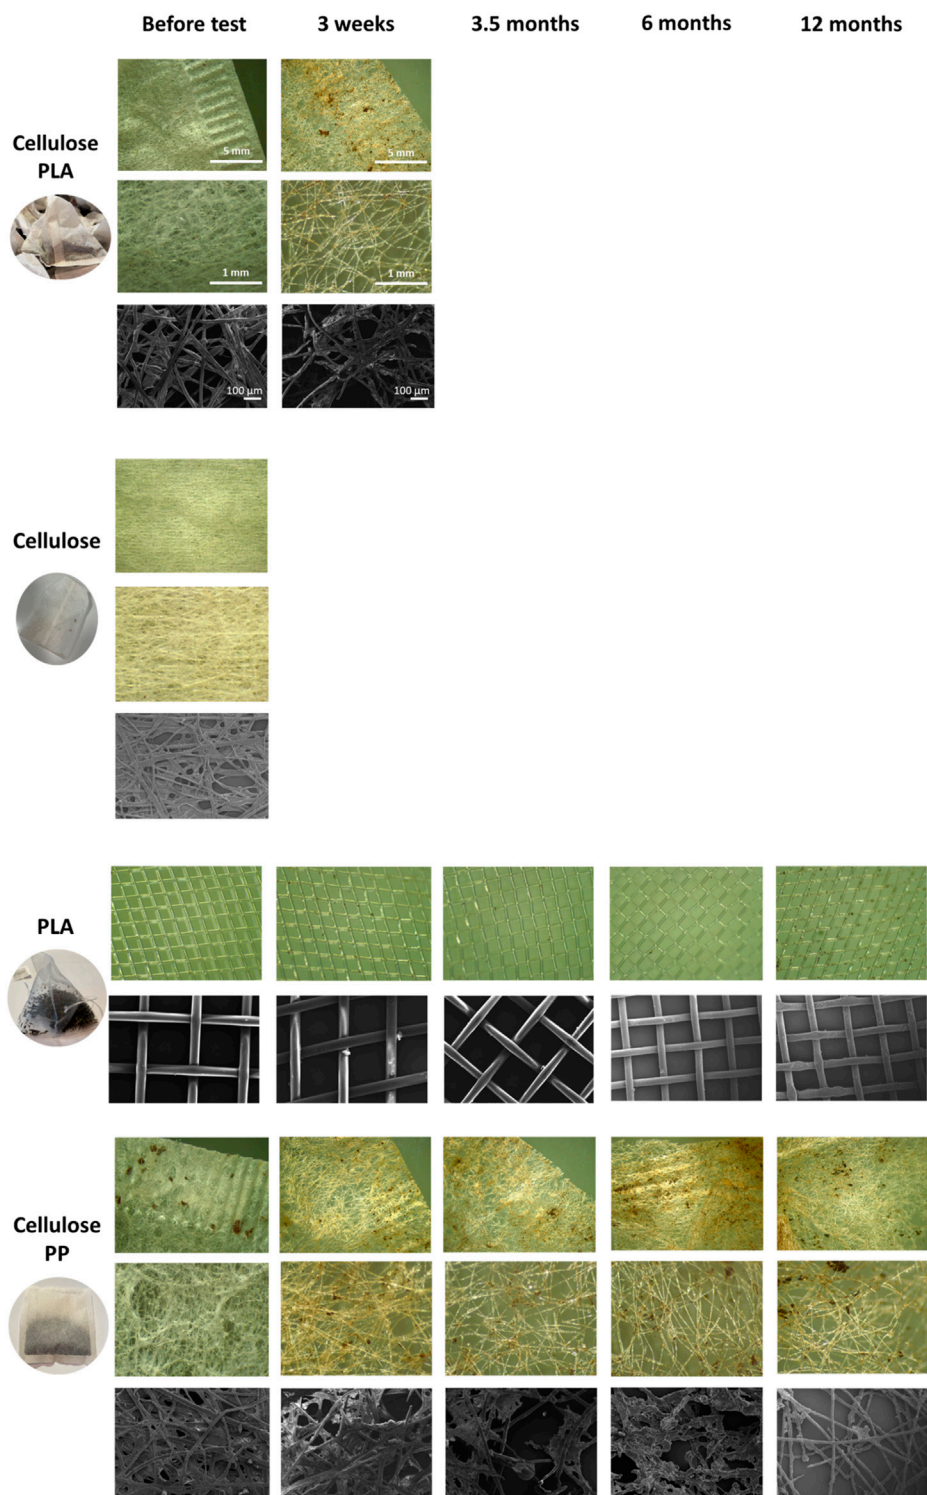 Before test 3 weeks 3.5 months 6 months 12 months
Cellulose
PLA
5 mm 5 mm
1 mm 1 mm
100 µm 100 µm
Cellulose
PLA
Cellulose
PP